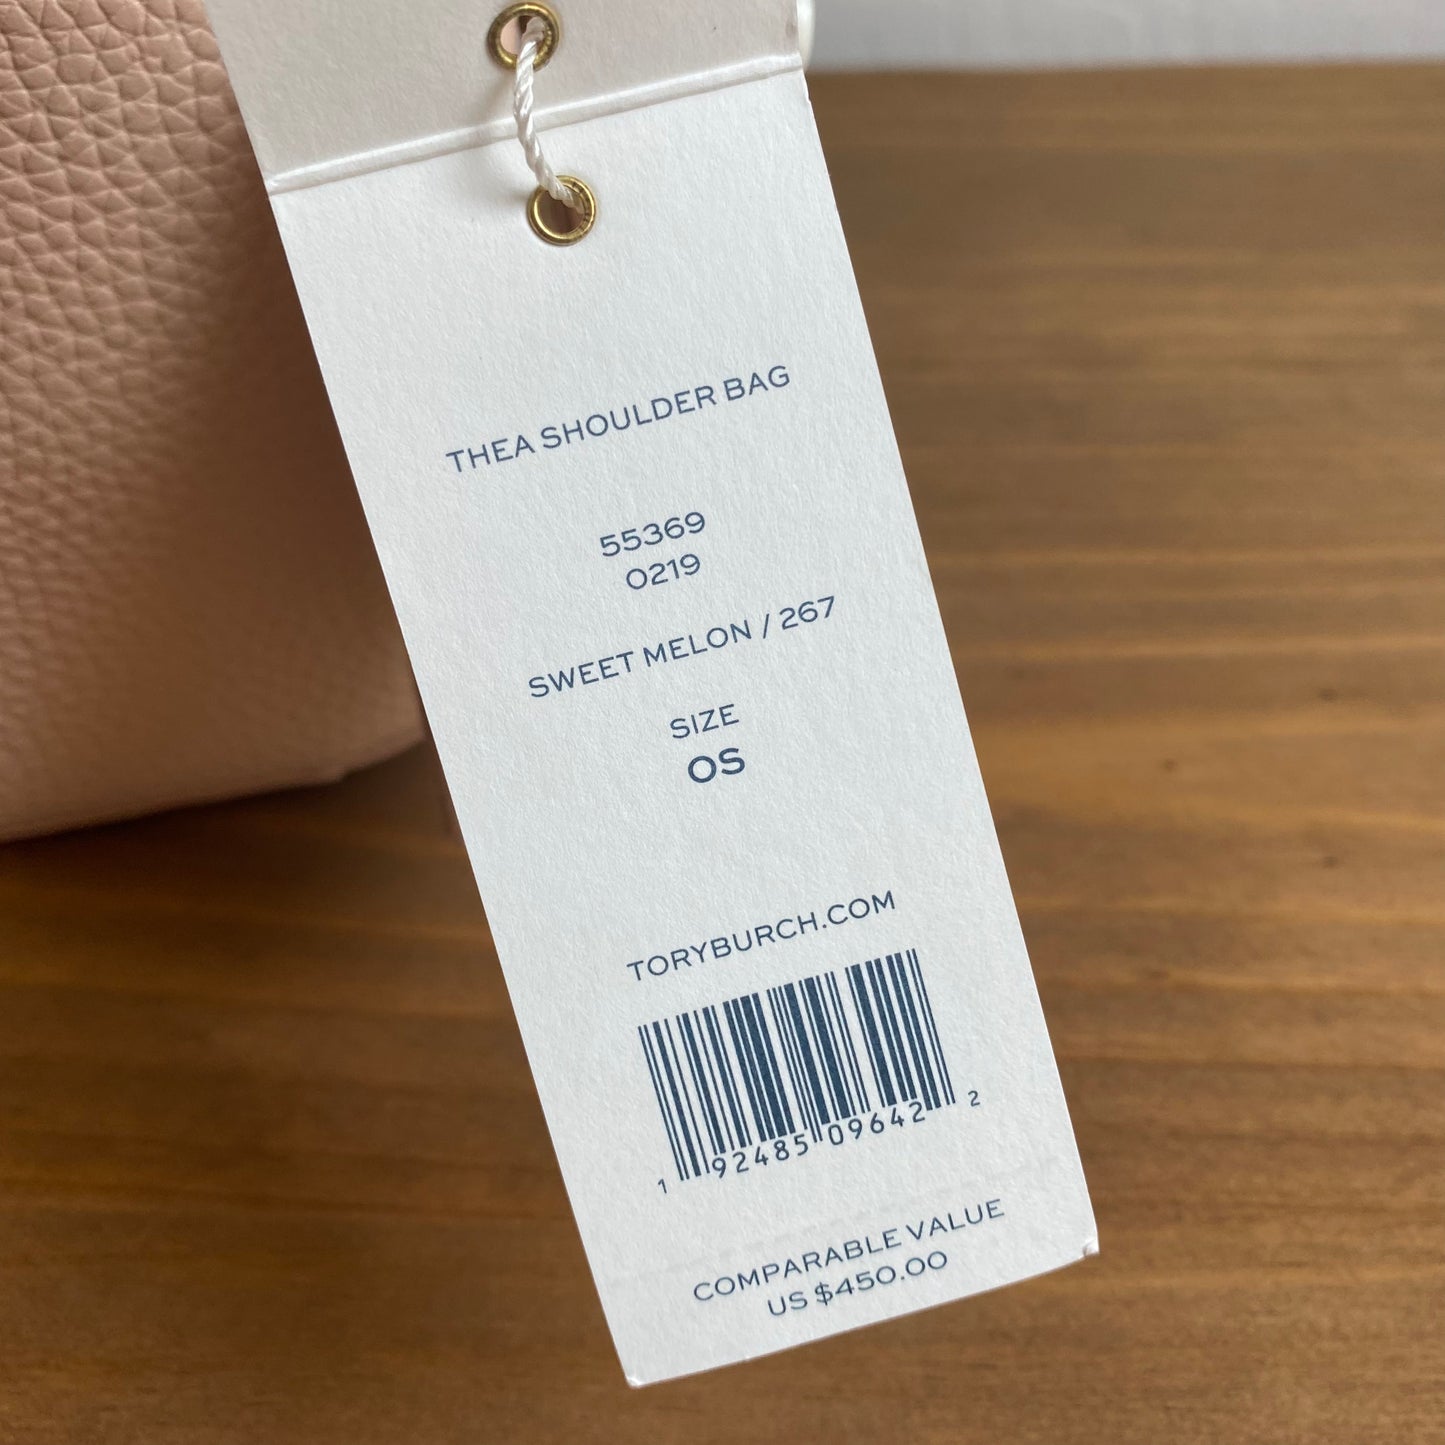 THEA SHOULDER BAG
55369
0219
SWEET MELON / 267
SIZE
OS
TORYBURCH.COM
1 92485 09642 2
COMPARABLE VALUE
US $450.00